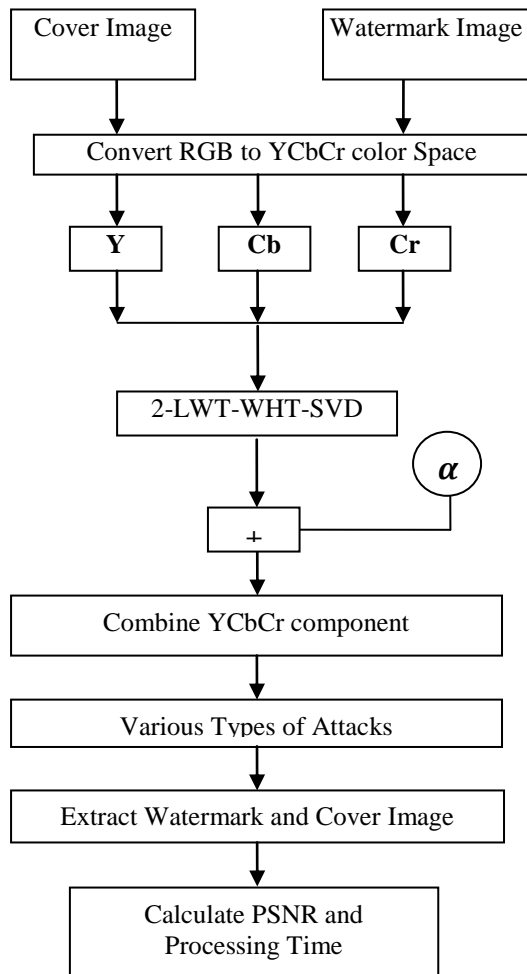 Cover Image
Watermark Image
Convert RGB to YCbCr color Space
Y
Cb
Cr
2-LWT-WHT-SVD
α
+
Combine YCbCr component
Various Types of Attacks
Extract Watermark and Cover Image
Calculate PSNR and
Processing Time